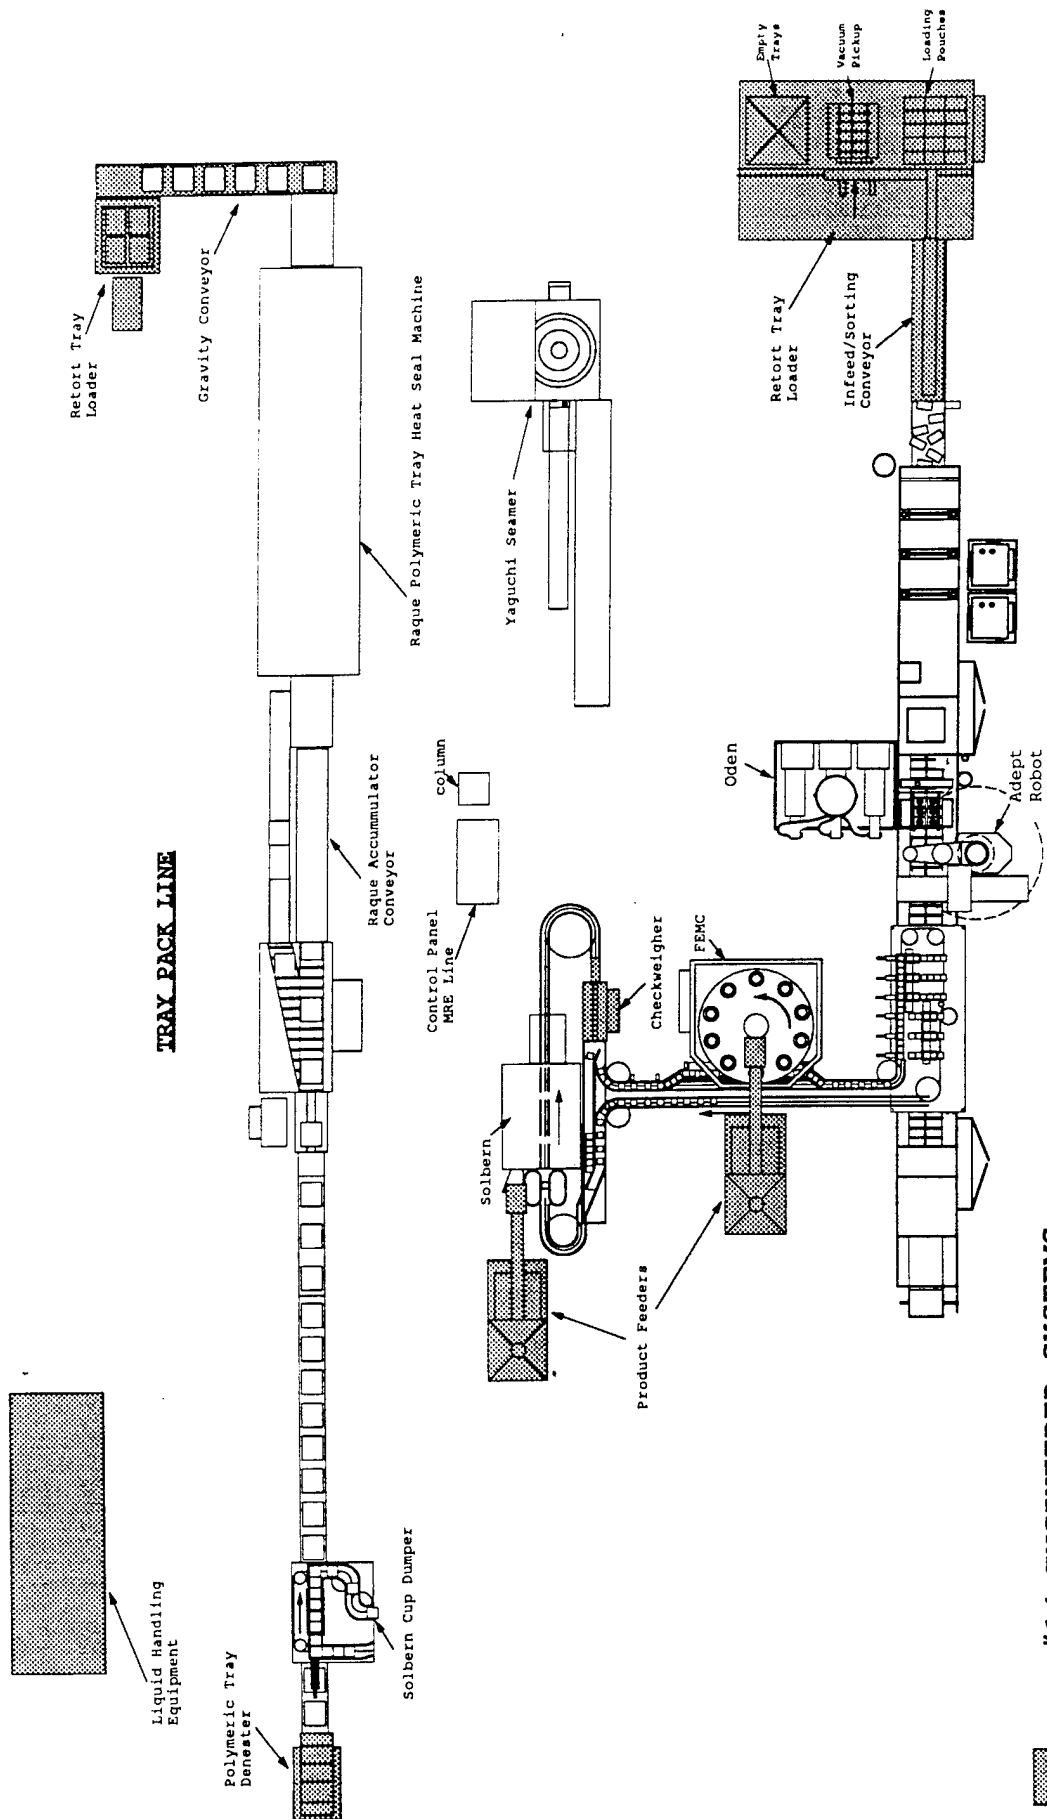 Liquid Handling
Equipment
Retort Tray
Loader
TRAY PACK LINE
Gravity Conveyor
Polymeric Tray
Denester
Solbern Cup Dumper
Raque Accummulator
Conveyor
Raque Polymeric Tray Heat Seal Machine
Control Panel
MRE Line
column
Yaguchi Seamer
Solbern
Checkweigher
Product Feeders
FEMC
Oden
Adept
Robot
Retort Tray
Loader
Infeed/Sorting
Conveyor
Empty
Trays
Vacuum
Pickup
Loading
Pouches
ENGINEERED SYSTEMS